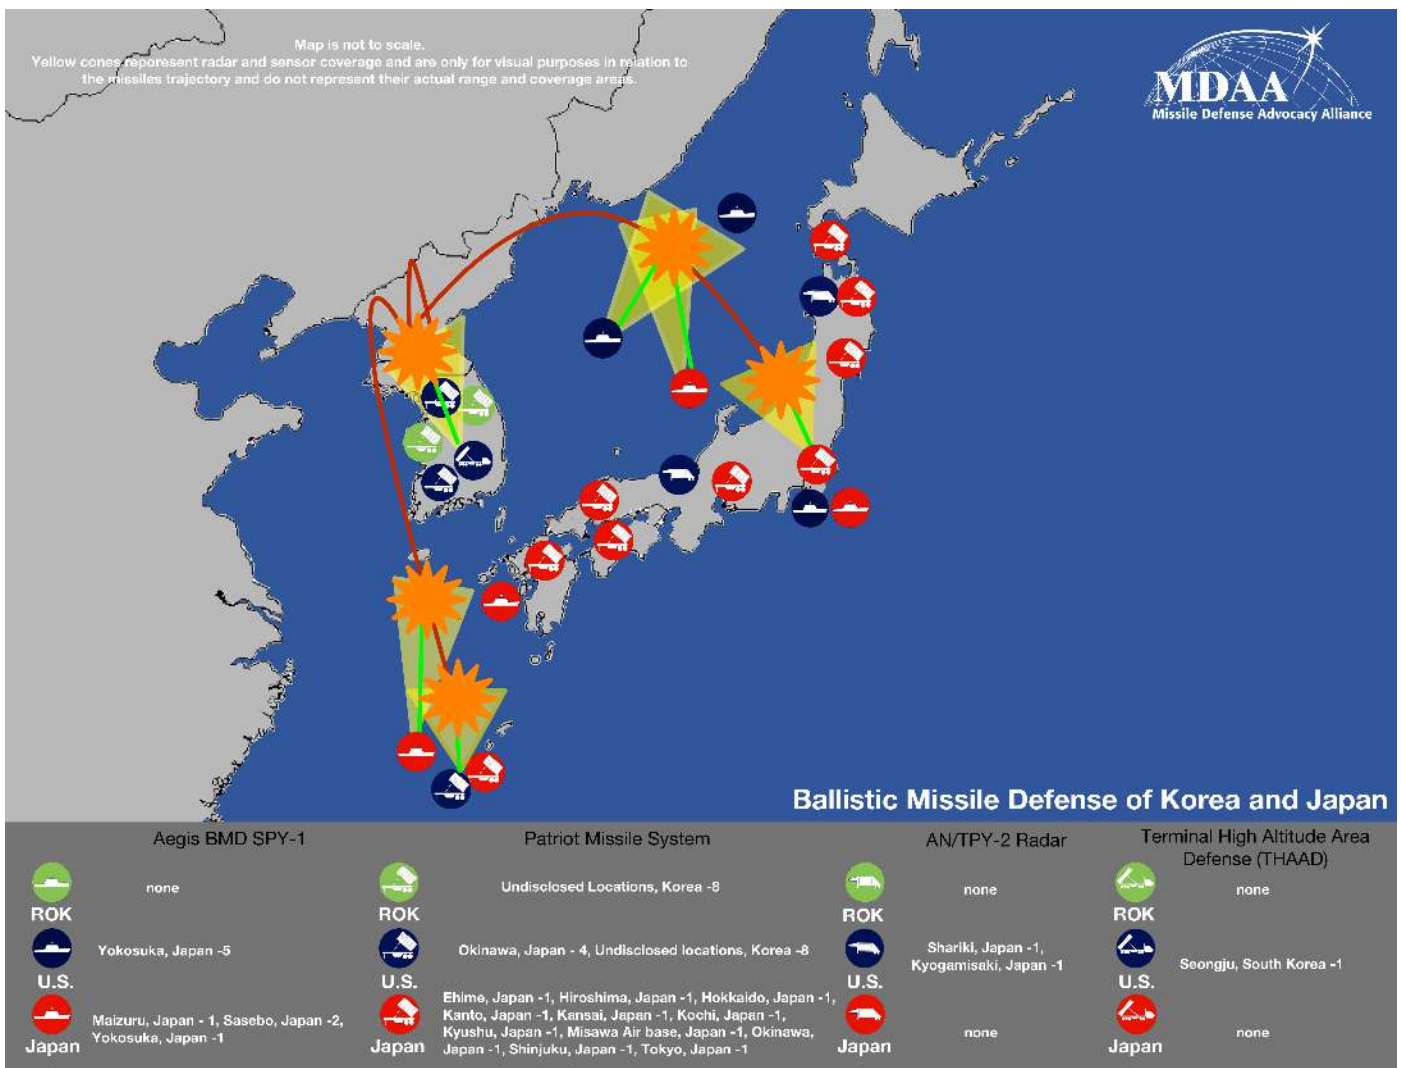 Map is not to scale.
Yellow cones reporesent radar and sensor coverage and are only for visual purposes in relation to
the missiles trajectory and do not represent their actual range and coverage areas.
MDAA
Missile Defense Advocacy Alliance
Ballistic Missile Defense of Korea and Japan
Aegis BMD SPY-1
ROK
none
U.S.
Yokosuka, Japan -5
Japan
Maizuru, Japan - 1, Sasebo, Japan -2,
Yokosuka, Japan -1
Patriot Missile System
ROK
Undisclosed Locations, Korea -8
U.S.
Okinawa, Japan - 4, Undisclosed locations, Korea -8
Japan
Ehime, Japan -1, Hiroshima, Japan -1, Hokkaido, Japan -1,
Kanto, Japan -1, Kansai, Japan -1, Kochi, Japan -1,
Kyushu, Japan -1, Misawa Air base, Japan -1, Okinawa,
Japan -1, Shinjuku, Japan -1, Tokyo, Japan -1
AN/TPY-2 Radar
ROK
none
U.S.
Shariki, Japan -1,
Kyogamisaki, Japan -1
Japan
none
Terminal High Altitude Area
Defense (THAAD)
ROK
none
U.S.
Seongju, South Korea -1
Japan
none